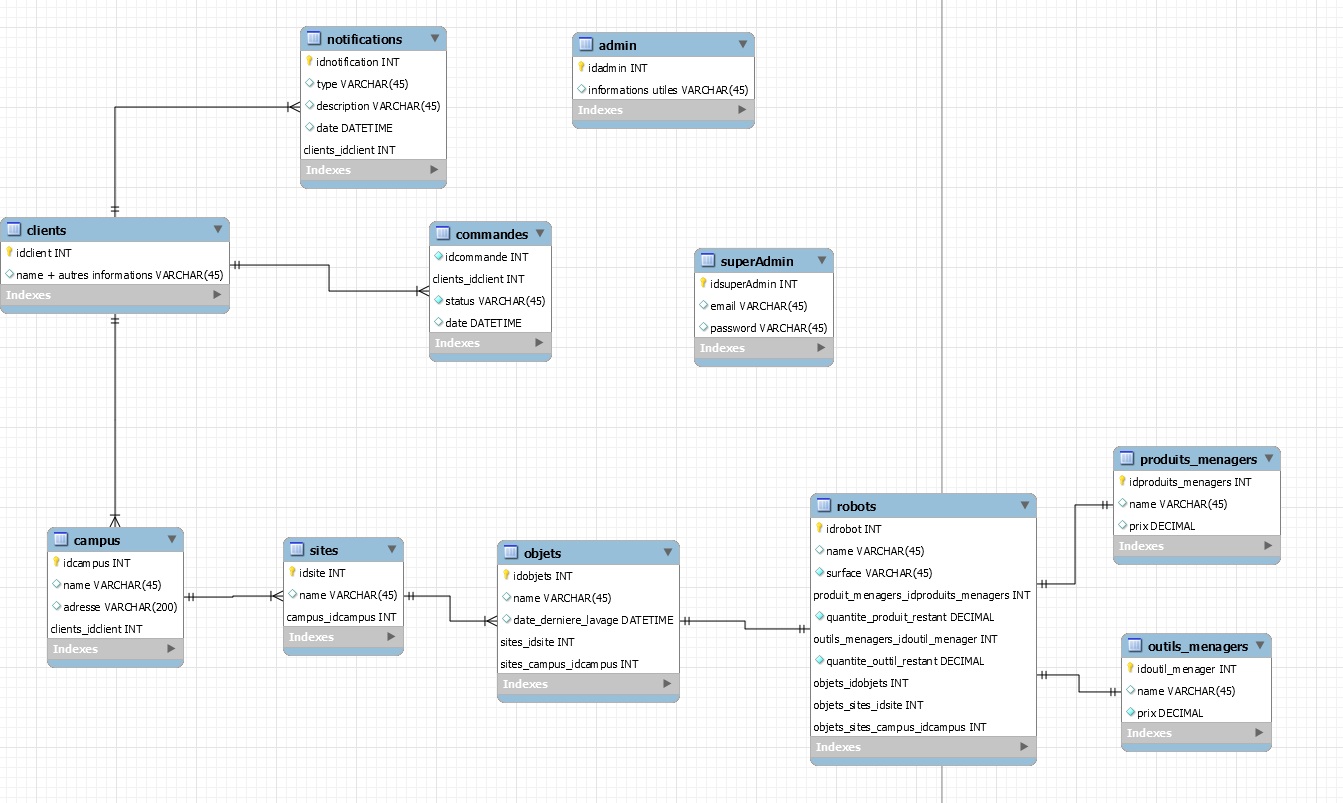 notifications
idnotification INT
type VARCHAR(45)
description VARCHAR(45)
date DATETIME
clients_idclient INT
Indexes
admin
idadmin INT
informations utiles VARCHAR(45)
Indexes
clients
idclient INT
name + autres informations VARCHAR(45)
Indexes
commandes
idcommande INT
clients_idclient INT
status VARCHAR(45)
date DATETIME
Indexes
superAdmin
idsuperAdmin INT
email VARCHAR(45)
password VARCHAR(45)
Indexes
campus
idcampus INT
name VARCHAR(45)
adresse VARCHAR(200)
clients_idclient INT
Indexes
sites
idsite INT
name VARCHAR(45)
campus_idcampus INT
Indexes
objets
idobjets INT
name VARCHAR(45)
date_derniere_lavage DATETIME
sites_idsite INT
sites_campus_idcampus INT
Indexes
robots
idrobot INT
name VARCHAR(45)
surface VARCHAR(45)
produit_menagers_idproduits_menagers INT
quantite_produit_restant DECIMAL
outils_menagers_idoutil_menager INT
quantite_outtil_restant DECIMAL
objets_idobjets INT
objets_sites_idsite INT
objets_sites_campus_idcampus INT
Indexes
produits_menagers
idproduits_menagers INT
name VARCHAR(45)
prix DECIMAL
Indexes
outils_menagers
idoutil_menager INT
name VARCHAR(45)
prix DECIMAL
Indexes